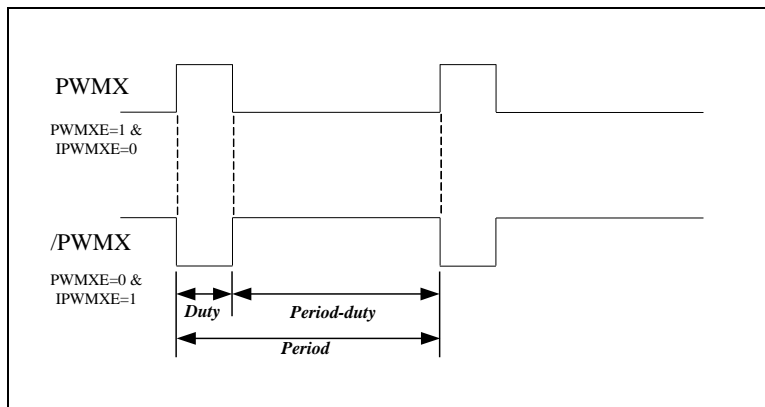 PWMX
PWMXE=1 &
IPWMXE=0
/PWMX
PWMXE=0 &
IPWMXE=1
Duty
Period-duty
Period